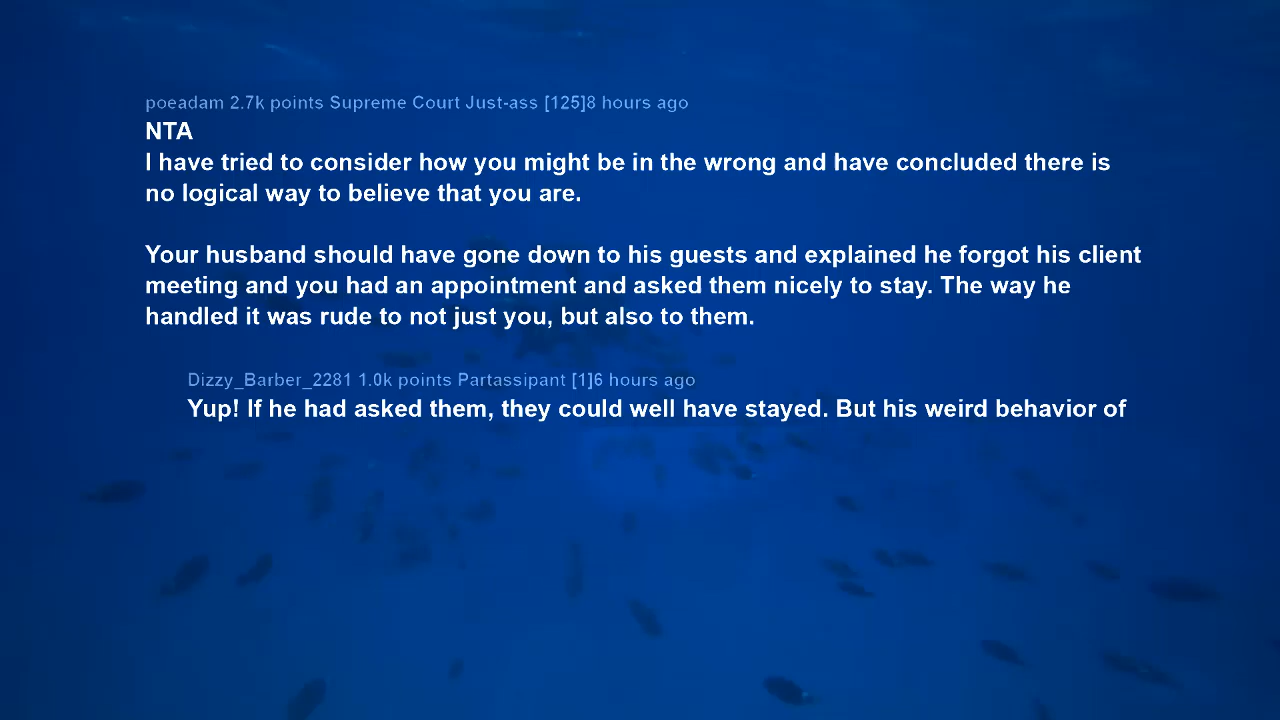 poeadam 2.7k points Supreme Court Just-ass [125]8 hours ago
NTA
I have tried to consider how you might be in the wrong and have concluded there is
no logical way to believe that you are.
Your husband should have gone down to his guests and explained he forgot his client
meeting and you had an appointment and asked them nicely to stay. The way he
handled it was rude to not just you, but also to them.
Dizzy_Barber_2281 1.0k points Partassipant [1]6 hours ago
Yup! If he had asked them, they could well have stayed. But his weird behavior of